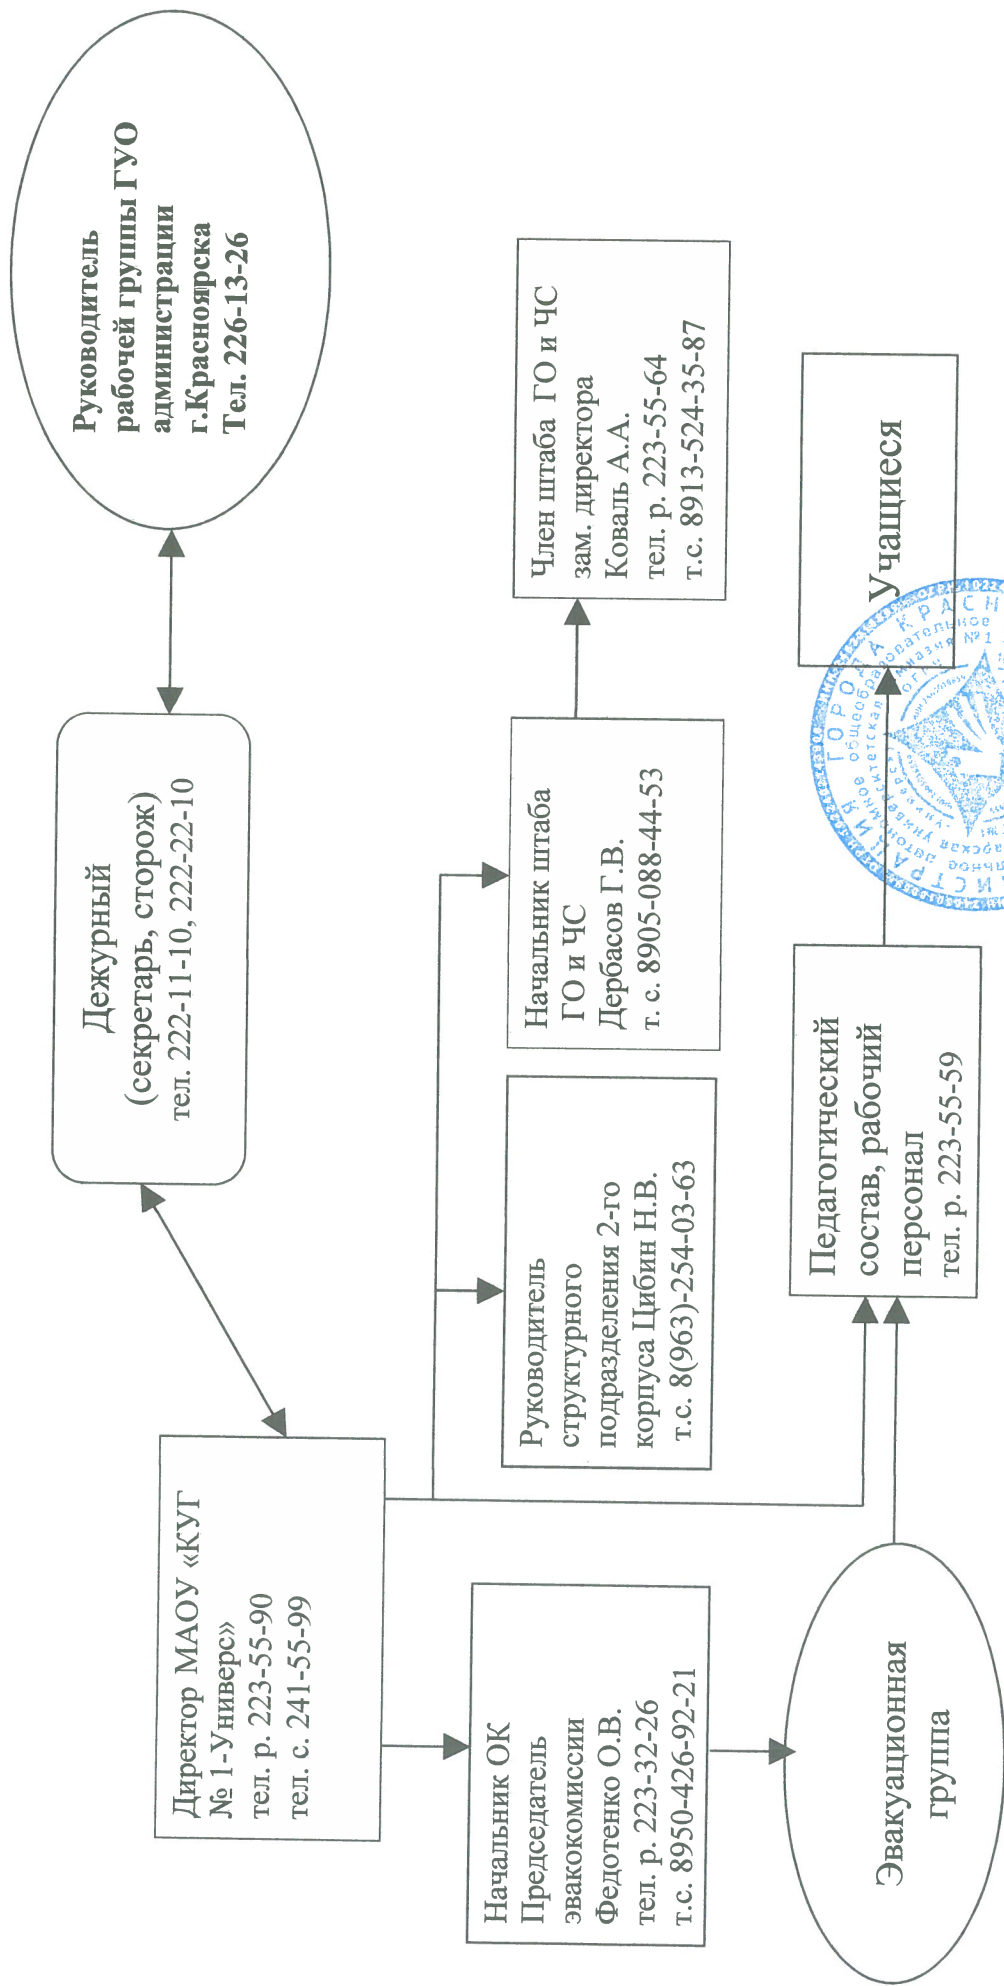 Руководитель
рабочей группы ГУО
администрации
г.Красноярска
Тел. 226-13-26
Дежурный
(секретарь, сторож)
тел. 222-11-10, 222-22-10
Директор МАОУ «КУГ
№ 1-Универс»
тел. р. 223-55-90
тел. с. 241-55-99
Начальник ОК
Председатель
эвакокомиссии
Федотенко О.В.
тел. р. 223-32-26
т.с. 8950-426-92-21
Руководитель
структурного
подразделения 2-го
корпуса Цибин Н.В.
т.с. 8(963)-254-03-63
Начальник штаба
ГО и ЧС
Дербасов Г.В.
т. с. 8905-088-44-53
Член штаба ГО и ЧС
зам. директора
Коваль А.А.
тел. р. 223-55-64
т.с. 8913-524-35-87
Эвакуационная
группа
Педагогический
состав, рабочий
персонал
тел. р. 223-55-59
Учащиеся
ГОРОДА
общеобразовательное
№1